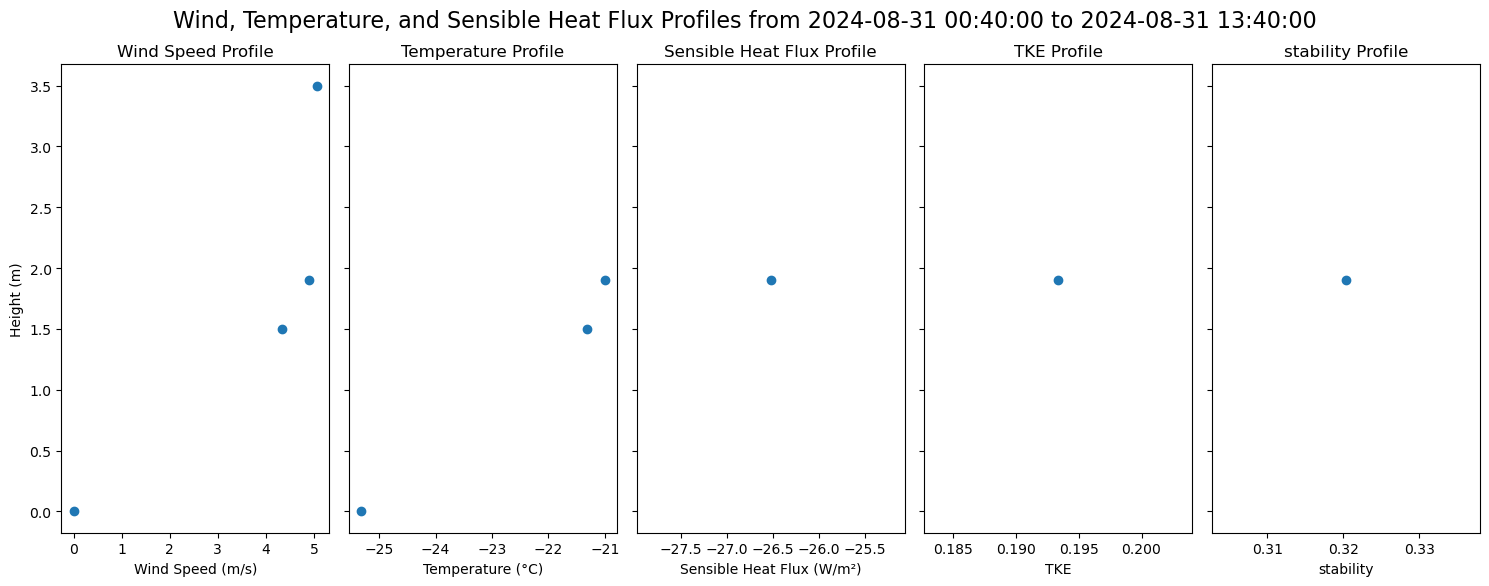 Wind, Temperature, and Sensible Heat Flux Profiles from 2024-08-31 00:40:00 to 2024-08-31 13:40:00
Wind Speed Profile
Temperature Profile
Sensible Heat Flux Profile
TKE Profile
stability Profile
Height (m)
3.5
3.0
2.5
2.0
1.5
1.0
0.5
0.0
0 1 2 3 4 5
−25 −24 −23 −22 −21
−27.5 −27.0 −26.5 −26.0 −25.5
0.185 0.190 0.195 0.200
0.31 0.32 0.33
Wind Speed (m/s)
Temperature (°C)
Sensible Heat Flux (W/m²)
TKE
stability